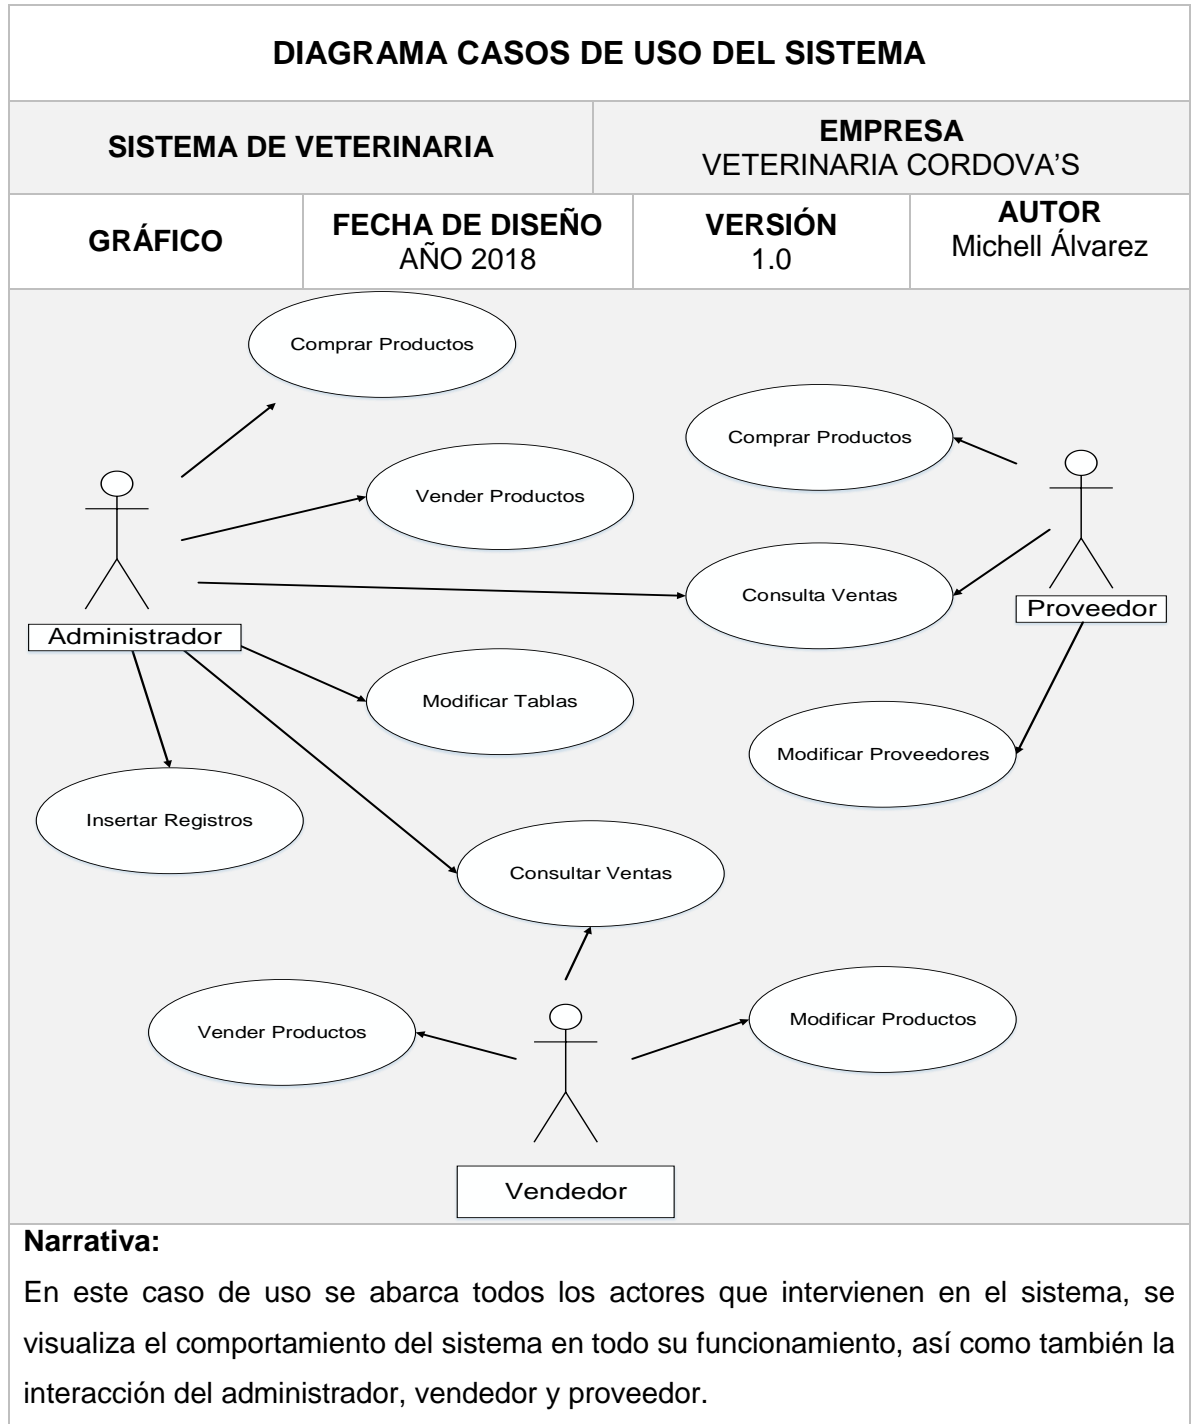 DIAGRAMA CASOS DE USO DEL SISTEMA
SISTEMA DE VETERINARIA
EMPRESA
VETERINARIA CORDOVA'S
GRÁFICO
FECHA DE DISEÑO
AÑO 2018
VERSIÓN
1.0
AUTOR
Michell Álvarez
Comprar Productos
Comprar Productos
Vender Productos
Consulta Ventas
Proveedor
Administrador
Modificar Tablas
Modificar Proveedores
Insertar Registros
Consultar Ventas
Vender Productos
Modificar Productos
Vendedor
Narrativa:
En este caso de uso se abarca todos los actores que intervienen en el sistema, se
visualiza el comportamiento del sistema en todo su funcionamiento, así como también la
interacción del administrador, vendedor y proveedor.